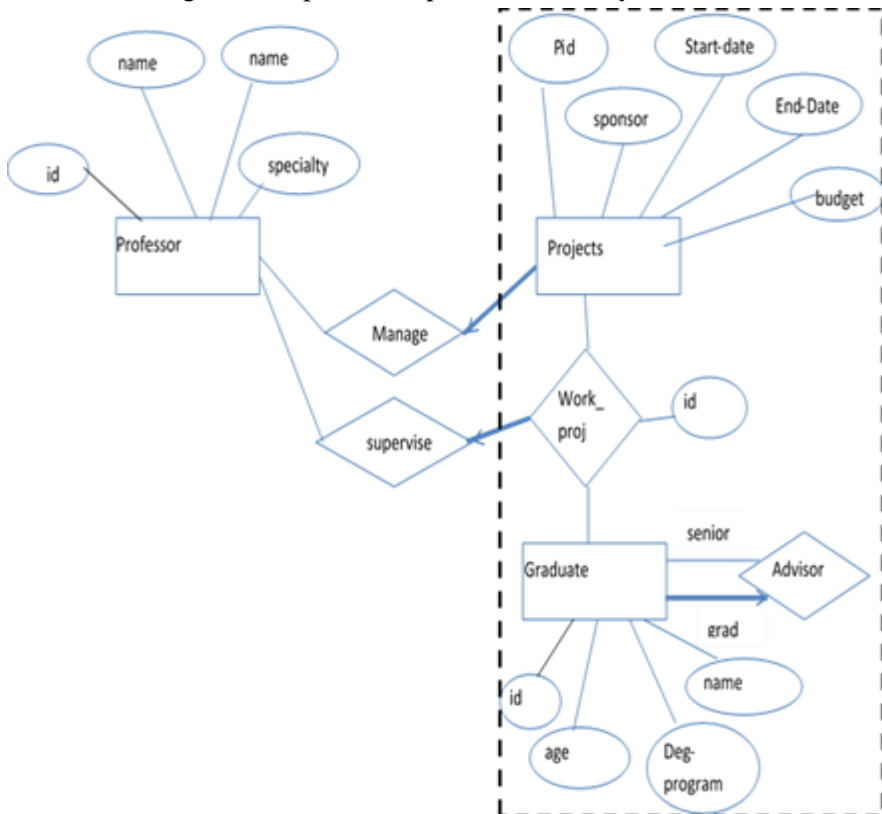 name
name
id
specialty
Professor
Pid
Start-date
sponsor
End-Date
budget
Projects
Manage
supervise
Work_
proj
id
Graduate
senior
Advisor
grad
id
age
Deg-
program
name